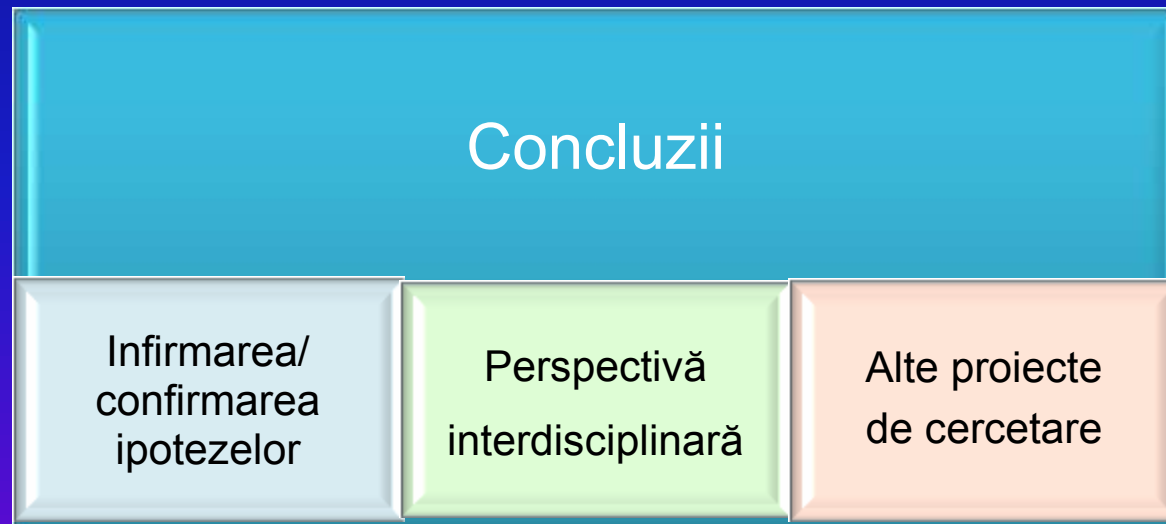 Concluzii
Infirmarea/
confirmarea
ipotezelor
Perspectivă
interdisciplinară
Alte proiecte
de cercetare